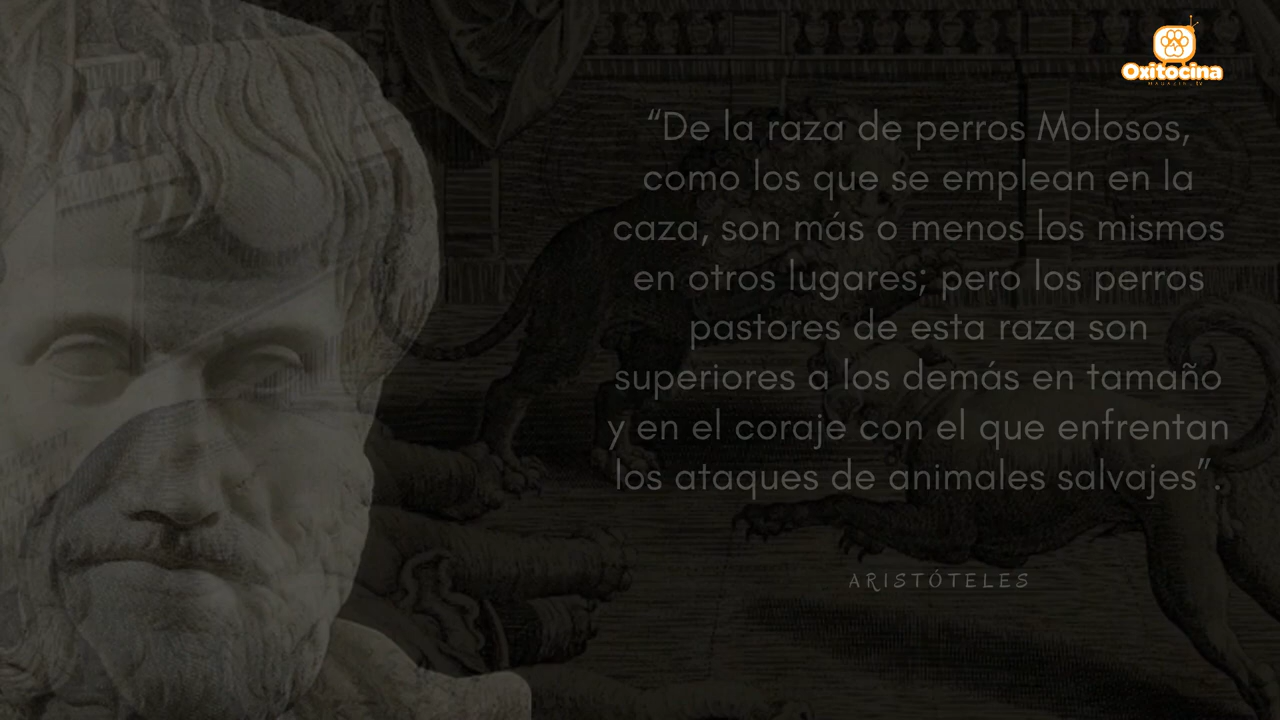 Oxitocina
“De la raza de perros Molosos,
como los que se emplean en la
caza, son más o menos los mismos
en otros lugares; pero los perros
pastores de esta raza son
superiores a los demás en tamaño
y en el coraje con el que enfrentan
los ataques de animales salvajes”.
ARISTÓTELES